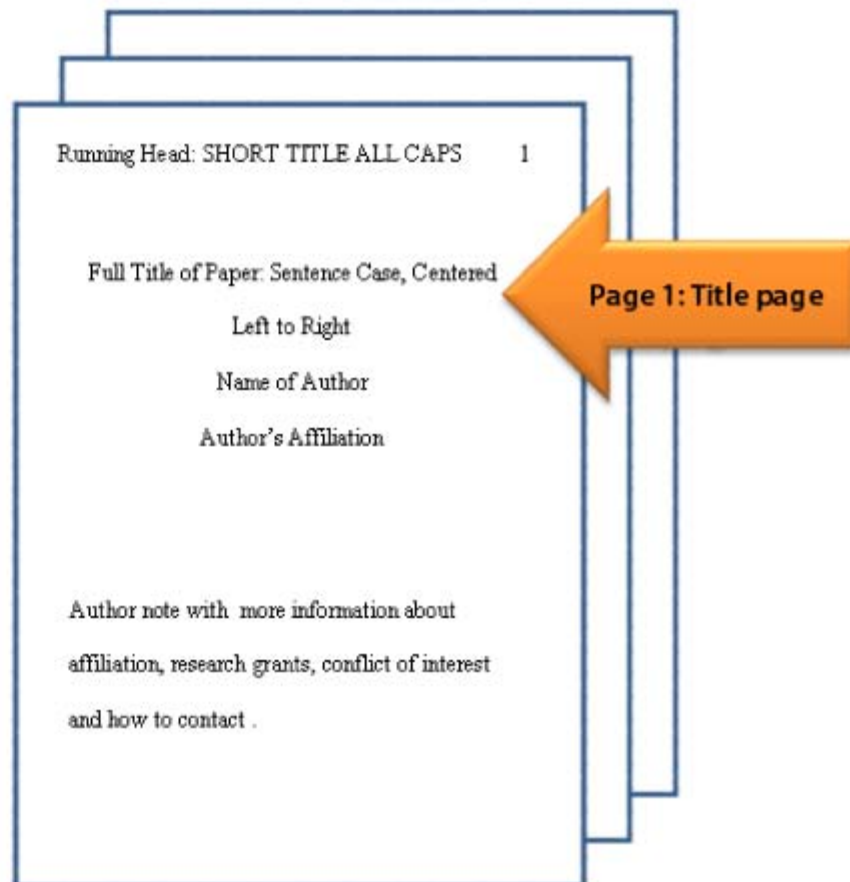 Running Head: SHORT TITLE ALL CAPS 1
Full Title of Paper: Sentence Case, Centered
Left to Right
Name of Author
Author's Affiliation
Page 1: Title page
Author note with more information about
affiliation, research grants, conflict of interest
and how to contact .